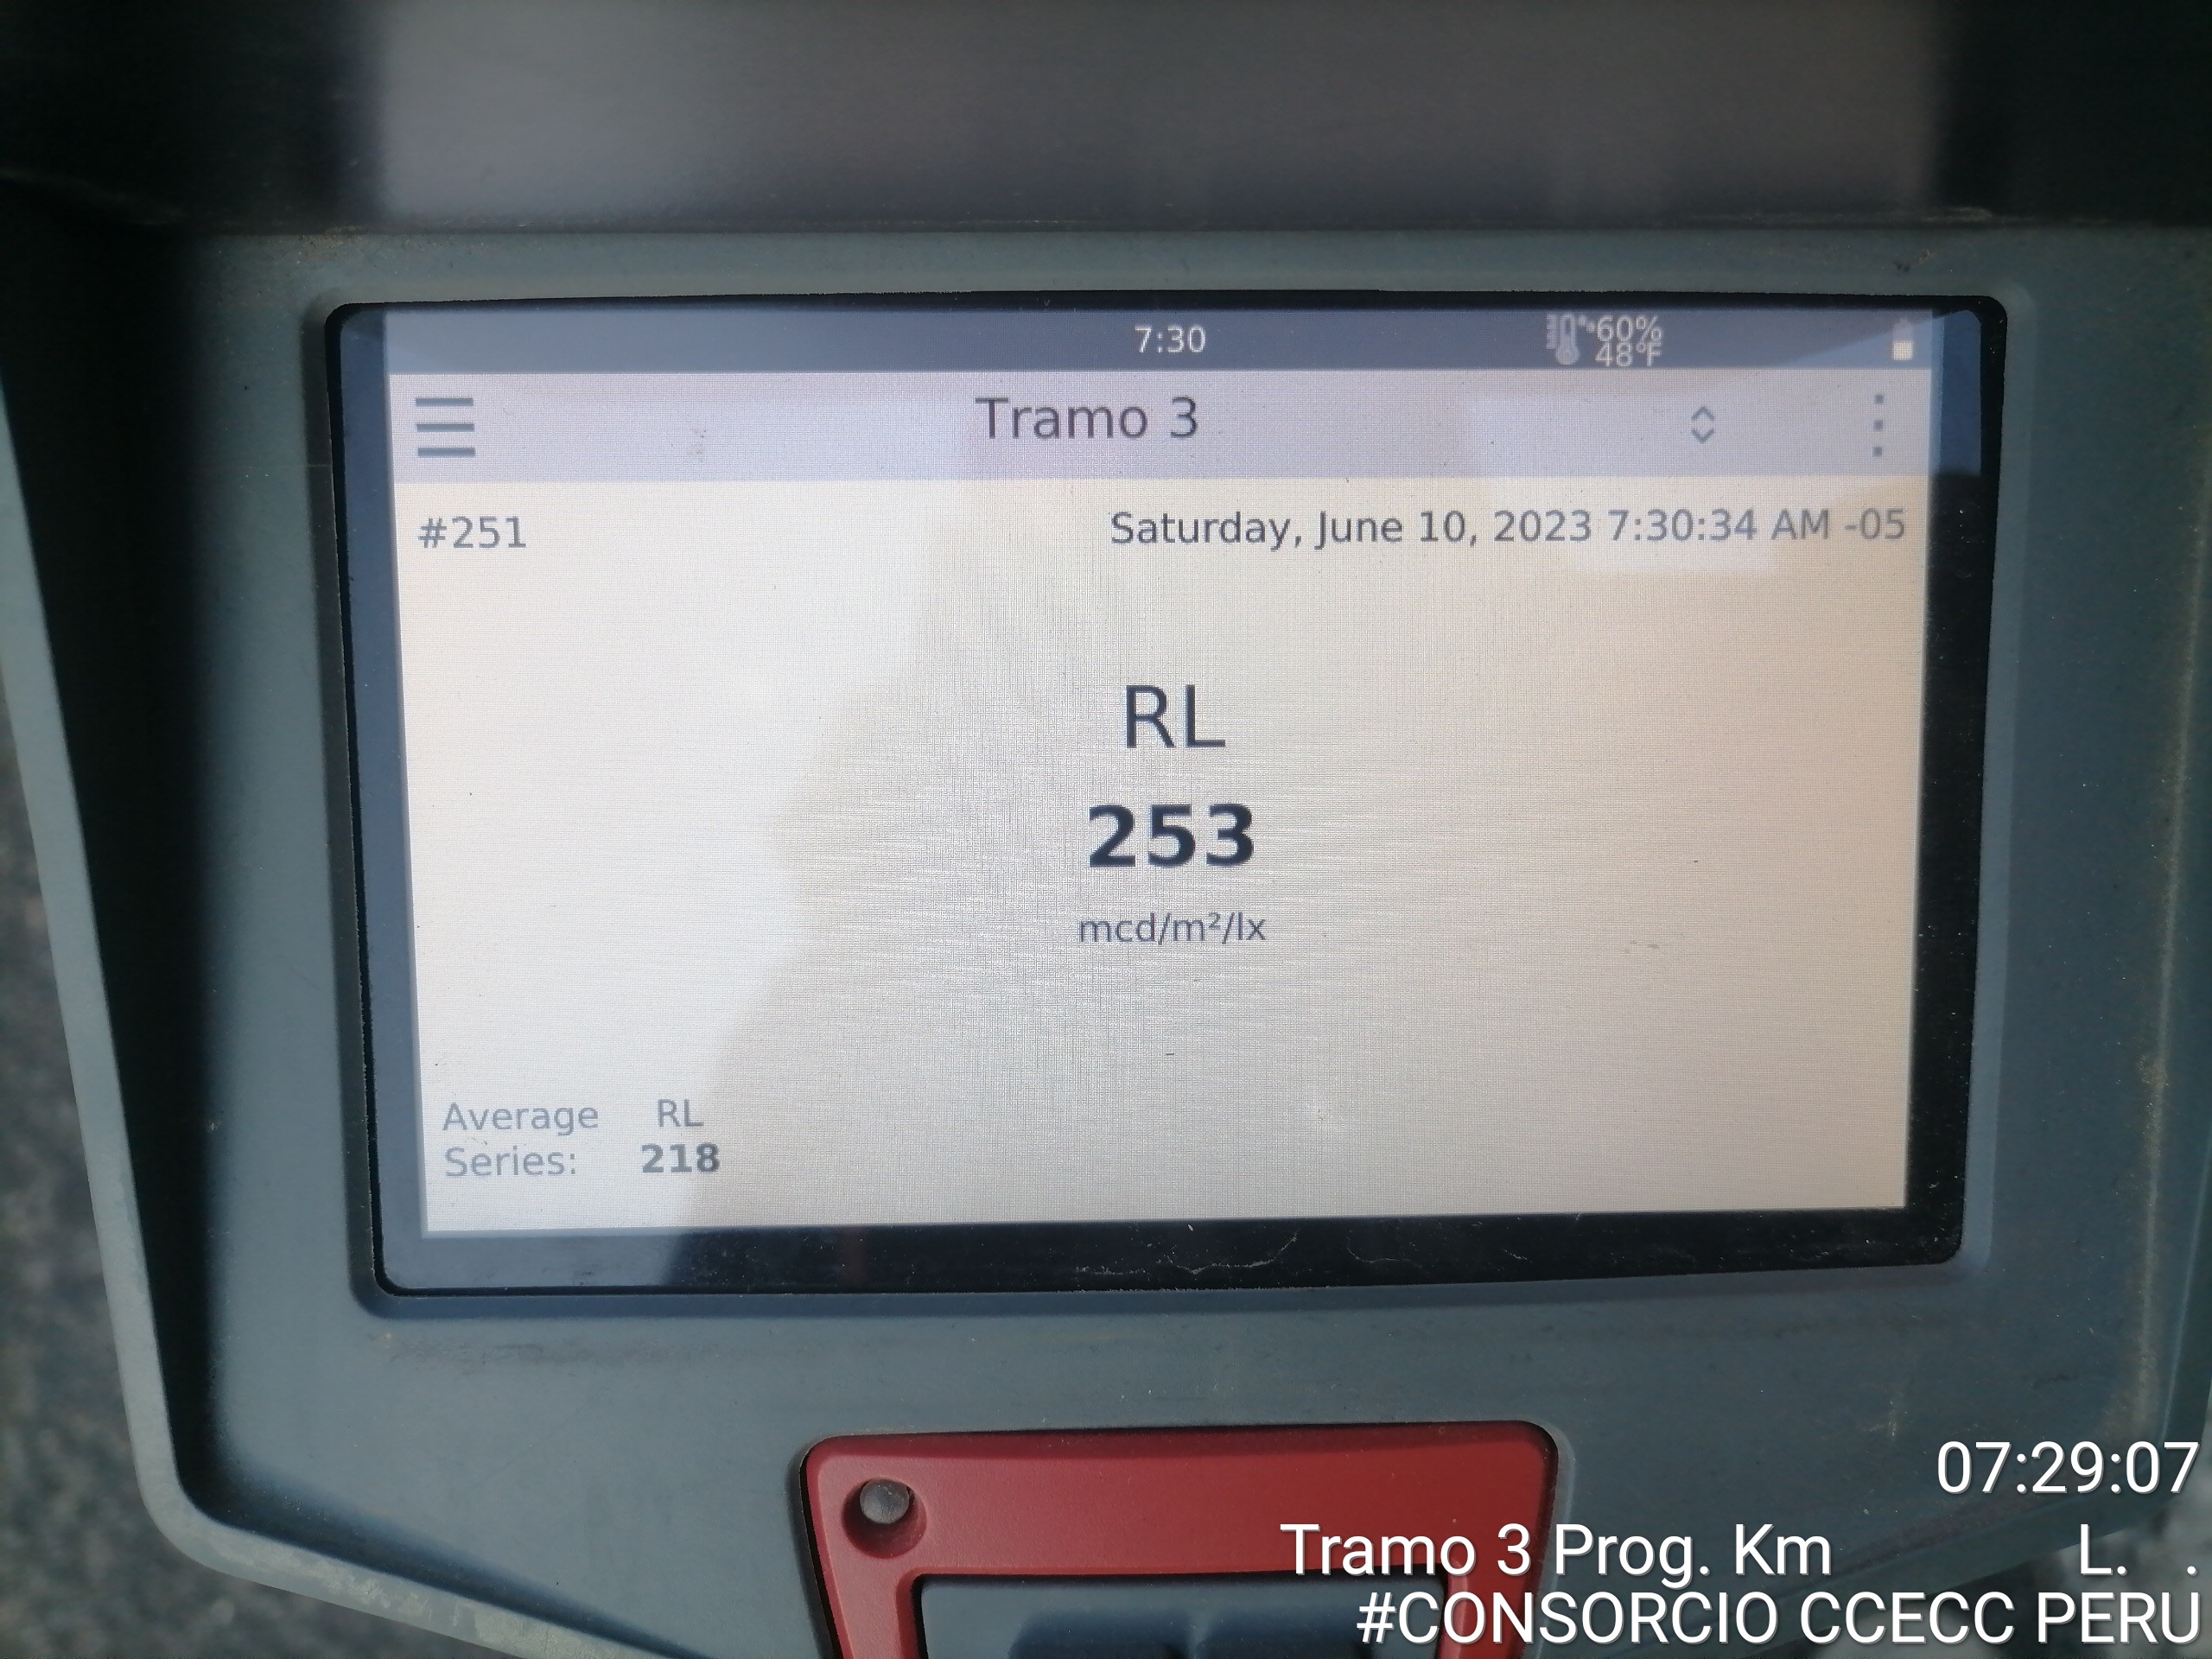 7:30
60%
48°F
Tramo 3
#251
Saturday, June 10, 2023 7:30:34 AM -05
RL
253
mcd/m²/lx
Average RL
Series: 218
07:29:07
Tramo 3 Prog. Km L. .
#CONSORCIO CCECC PERU